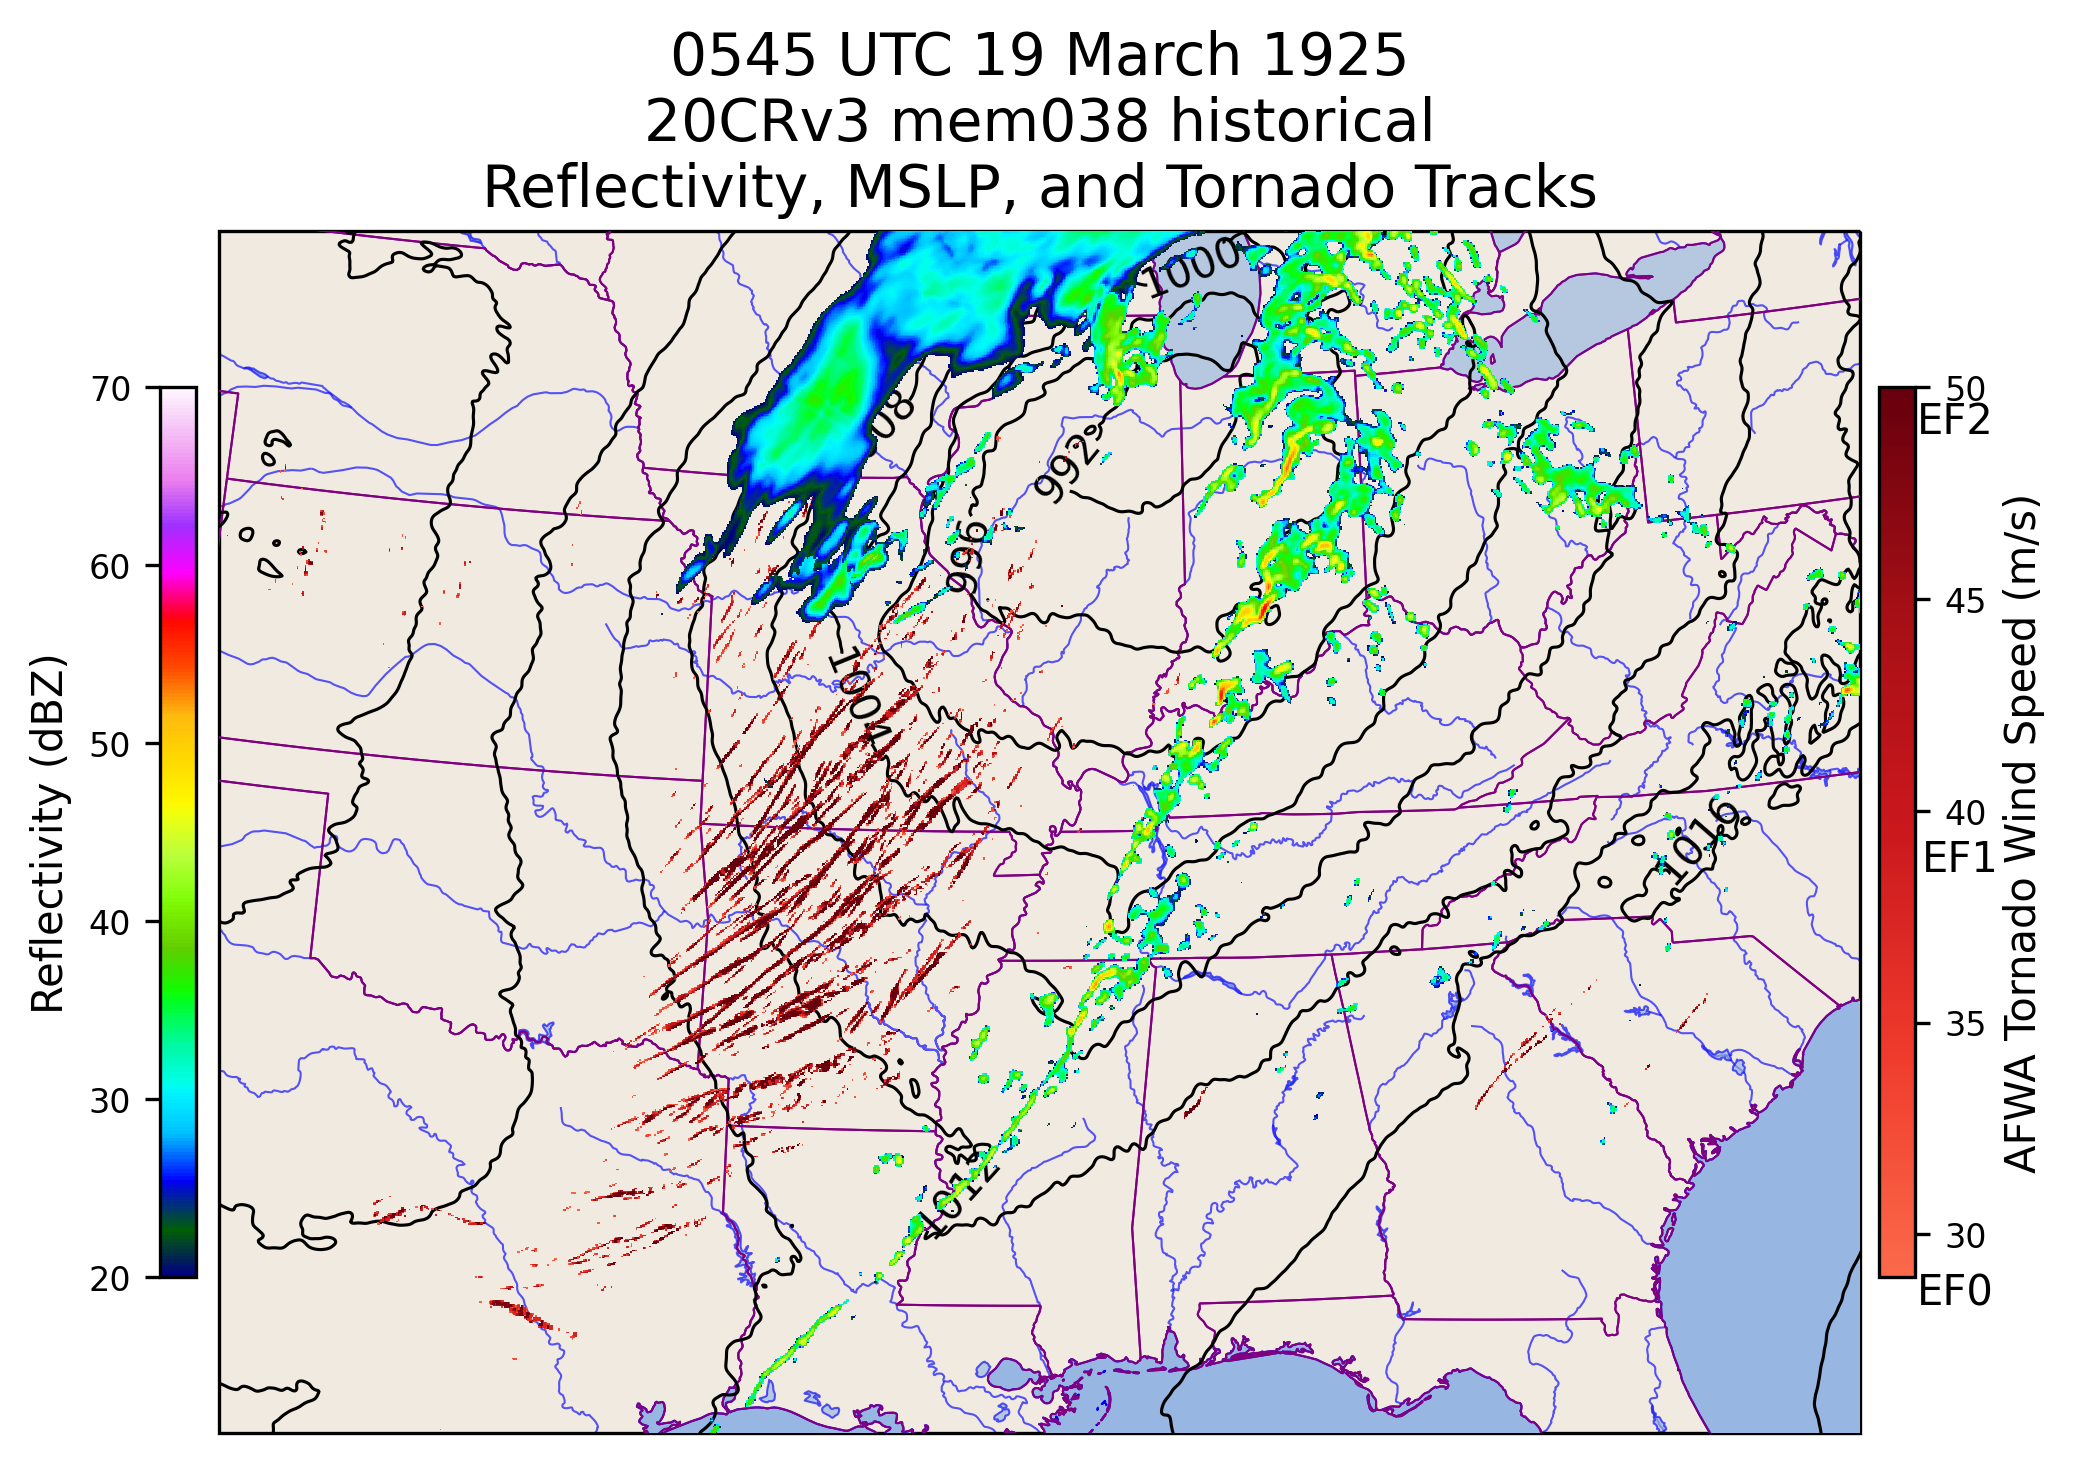 0545 UTC 19 March 1925
20CRv3 mem038 historical
Reflectivity, MSLP, and Tornado Tracks
Reflectivity (dBZ)
70
60
50
40
30
20
1000
08
992
996
1004
1016
1012
50
EF2
45
40
EF1
35
30
EF0
AFWA Tornado Wind Speed (m/s)